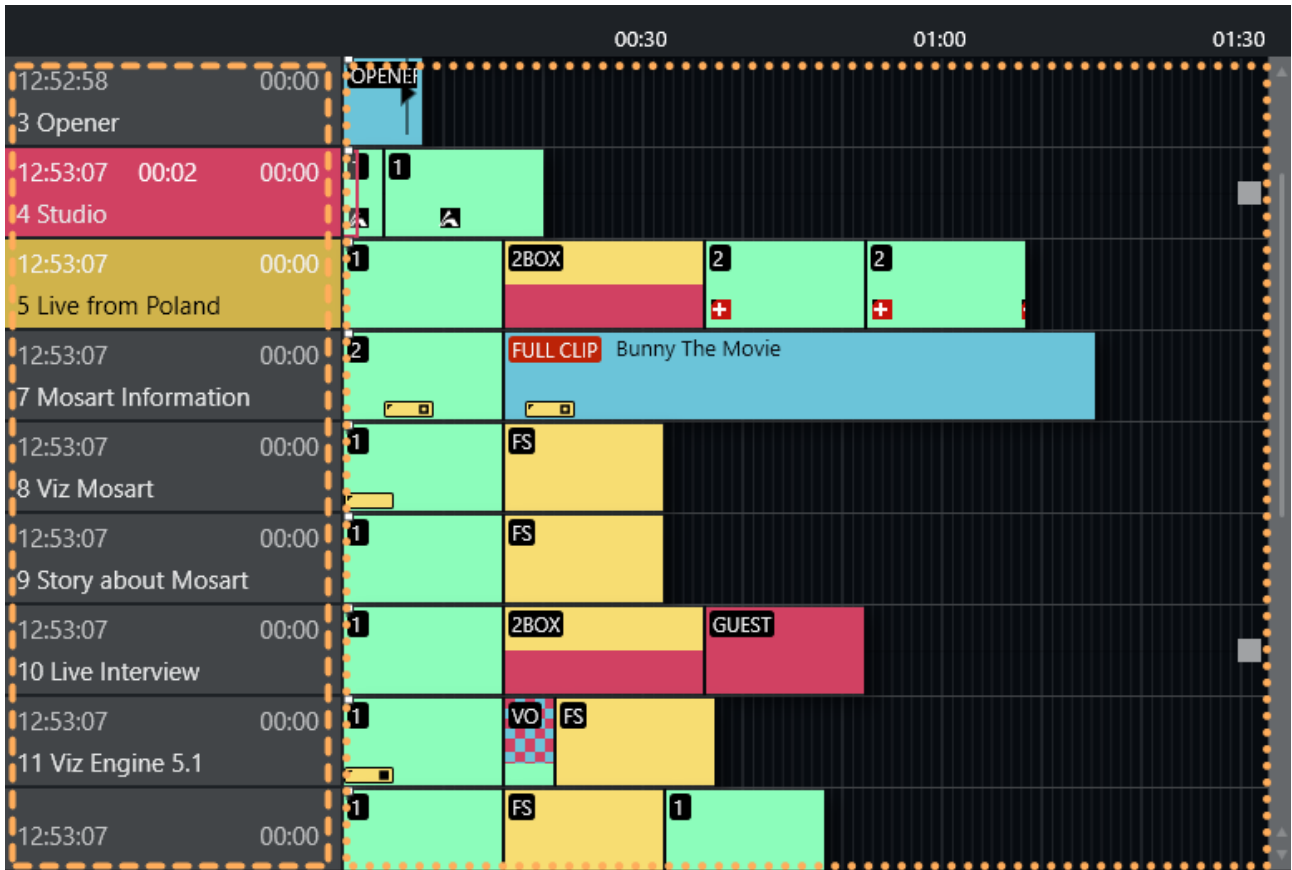 00:30 01:00 01:30
12:52:58 00:00 OPENER
3 Opener
12:53:07 00:02 00:00 1
4 Studio
12:53:07 00:00 1 2BOX 2 2
5 Live from Poland
12:53:07 00:00 2 FULL CLIP Bunny The Movie
7 Mosart Information
12:53:07 00:00 1 FS
8 Viz Mosart
12:53:07 00:00 1 FS
9 Story about Mosart
12:53:07 00:00 1 2BOX GUEST
10 Live Interview
12:53:07 00:00 1 VO FS
11 Viz Engine 5.1
1 FS 1
12:53:07 00:00